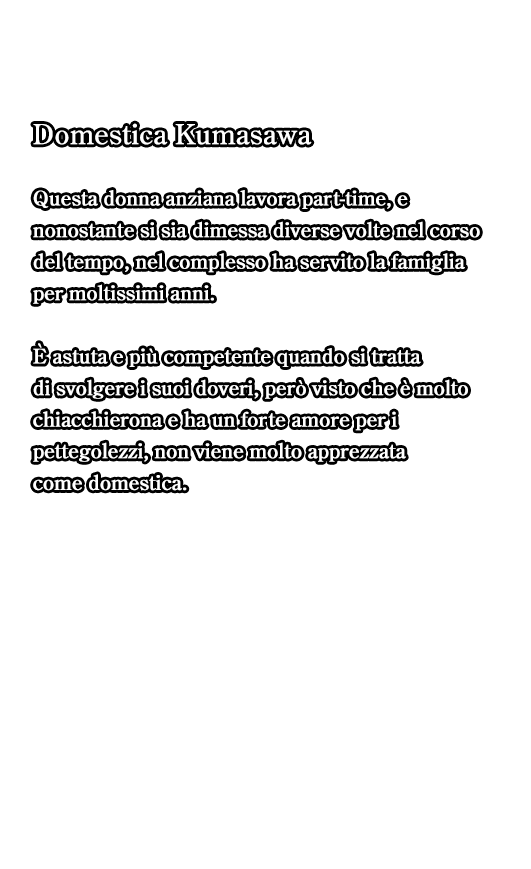 Domestica Kumasawa
Questa donna anziana lavora part-time, e
nonostante si sia dimessa diverse volte nel corso
del tempo, nel complesso ha servito la famiglia
per moltissimi anni.
È astuta e più competente quando si tratta
di svolgere i suoi doveri, però visto che è molto
chiacchierona e ha un forte amore per i
pettegolezzi, non viene molto apprezzata
come domestica.